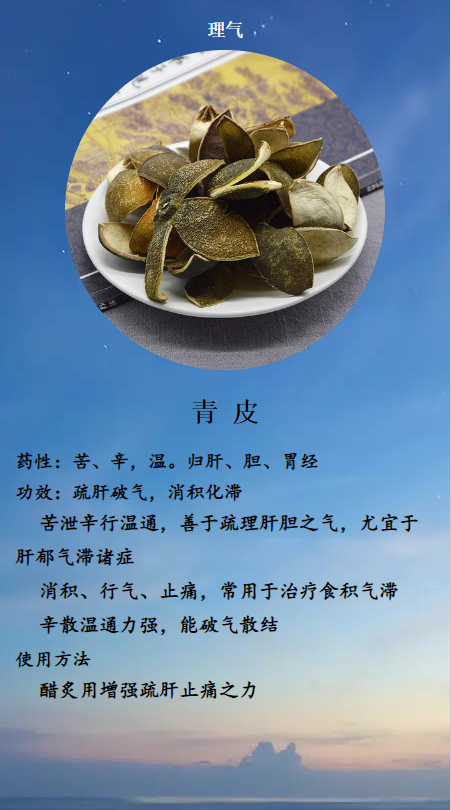 理气
青 皮
药性：苦、辛，温。归肝、胆、胃经
功效：疏肝破气，消积化滞
苦泄辛行温通，善于疏理肝胆之气，尤宜于
肝郁气滞诸症
消积、行气、止痛，常用于治疗食积气滞
辛散温通力强，能破气散结
使用方法
醋炙用增强疏肝止痛之力